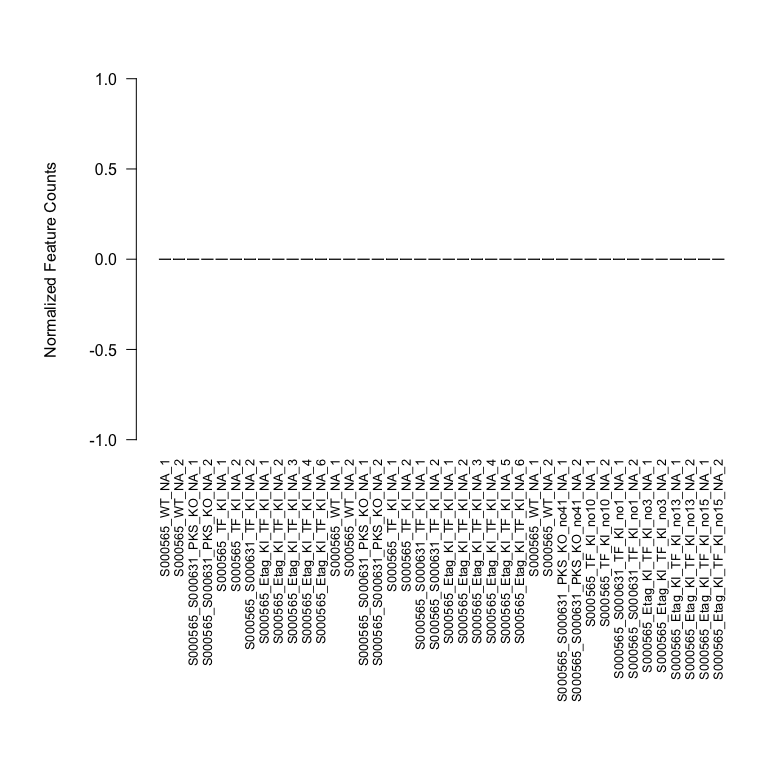 Normalized Feature Counts
1.0
0.5
0.0
-0.5
-1.0
S000565_WT_NA_1
S000565_WT_NA_2
S000565_S000631_PKS_KO_NA_1
S000565_S000631_PKS_KO_NA_2
S000565_TF_KI_NA_1
S000565_TF_KI_NA_2
S000565_S000631_TF_KI_NA_2
S000565_Etag_KI_TF_KI_NA_1
S000565_Etag_KI_TF_KI_NA_2
S000565_Etag_KI_TF_KI_NA_3
S000565_Etag_KI_TF_KI_NA_4
S000565_Etag_KI_TF_KI_NA_6
S000565_WT_NA_1
S000565_WT_NA_2
S000565_S000631_PKS_KO_NA_1
S000565_S000631_PKS_KO_NA_2
S000565_TF_KI_NA_1
S000565_TF_KI_NA_2
S000565_S000631_TF_KI_NA_1
S000565_S000631_TF_KI_NA_2
S000565_Etag_KI_TF_KI_NA_1
S000565_Etag_KI_TF_KI_NA_2
S000565_Etag_KI_TF_KI_NA_3
S000565_Etag_KI_TF_KI_NA_4
S000565_Etag_KI_TF_KI_NA_5
S000565_Etag_KI_TF_KI_NA_6
S000565_WT_NA_1
S000565_WT_NA_2
S000565_S000631_PKS_KO_no41_NA_1
S000565_S000631_PKS_KO_no41_NA_2
S000565_TF_KI_no10_NA_1
S000565_TF_KI_no10_NA_2
S000565_S000631_TF_KI_no1_NA_1
S000565_S000631_TF_KI_no1_NA_2
S000565_Etag_KI_TF_KI_no3_NA_1
S000565_Etag_KI_TF_KI_no3_NA_2
S000565_Etag_KI_TF_KI_no13_NA_1
S000565_Etag_KI_TF_KI_no13_NA_2
S000565_Etag_KI_TF_KI_no15_NA_1
S000565_Etag_KI_TF_KI_no15_NA_2